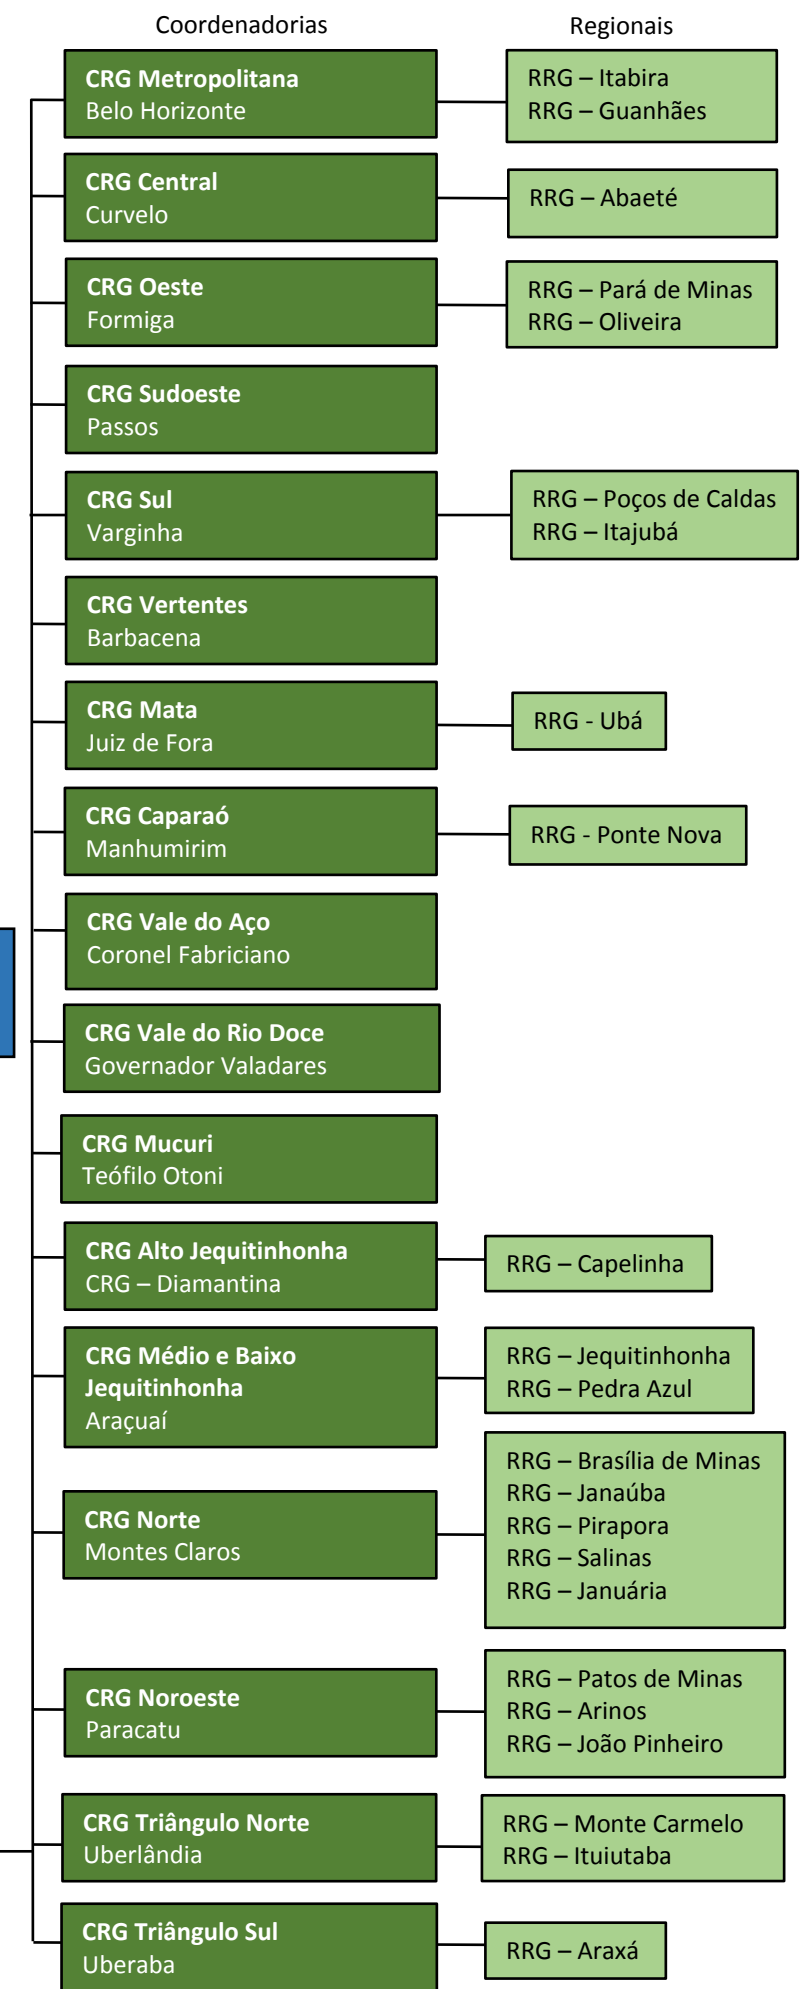 Coordenadorias
Regionais
CRG Metropolitana
Belo Horizonte
RRG – Itabira
RRG – Guanhães
CRG Central
Curvelo
RRG – Abaeté
CRG Oeste
Formiga
RRG – Pará de Minas
RRG – Oliveira
CRG Sudoeste
Passos
CRG Sul
Varginha
RRG – Poços de Caldas
RRG – Itajubá
CRG Vertentes
Barbacena
CRG Mata
Juiz de Fora
RRG - Ubá
CRG Caparaó
Manhumirim
RRG - Ponte Nova
CRG Vale do Aço
Coronel Fabriciano
CRG Vale do Rio Doce
Governador Valadares
CRG Mucuri
Teófilo Otoni
CRG Alto Jequitinhonha
CRG – Diamantina
RRG – Capelinha
CRG Médio e Baixo
Jequitinhonha
Araçuaí
RRG – Jequitinhonha
RRG – Pedra Azul
CRG Norte
Montes Claros
RRG – Brasília de Minas
RRG – Janaúba
RRG – Pirapora
RRG – Salinas
RRG – Januária
CRG Noroeste
Paracatu
RRG – Patos de Minas
RRG – Arinos
RRG – João Pinheiro
CRG Triângulo Norte
Uberlândia
RRG – Monte Carmelo
RRG – Ituiutaba
CRG Triângulo Sul
Uberaba
RRG – Araxá